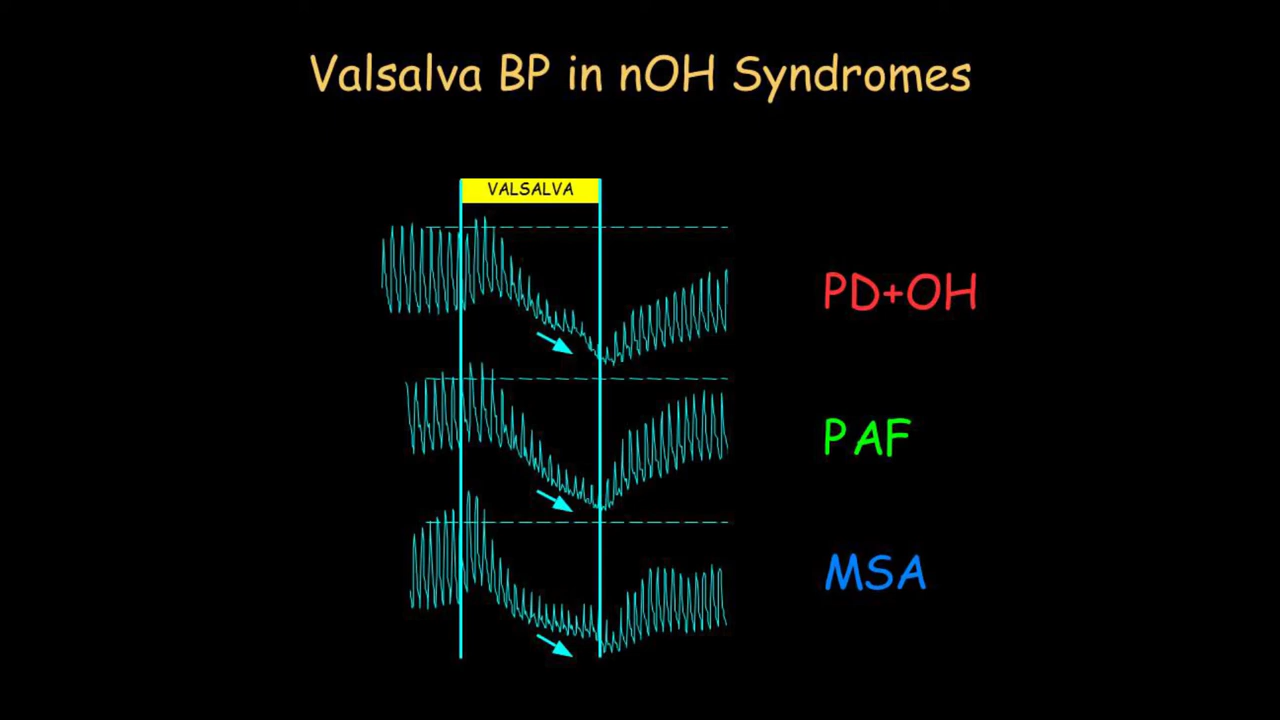 Valsalva BP in nOH Syndromes
VALSALVA
PD+OH
PAF
MSA